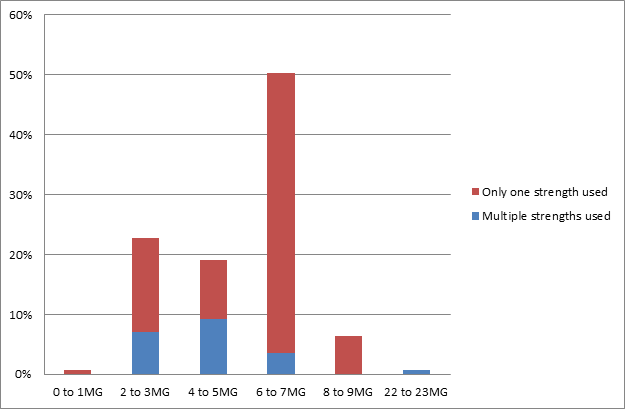 60%
50%
40%
30%
20%
10%
0%
0 to 1MG 2 to 3MG 4 to 5MG 6 to 7MG 8 to 9MG 22 to 23MG
Only one strength used
Multiple strengths used